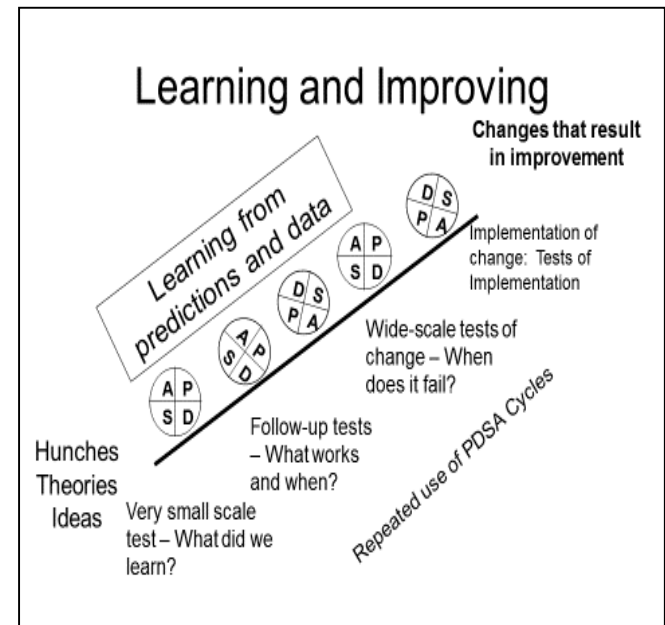 Learning and Improving
Changes that result
in improvement
Learning from
predictions and data
D S
P A
A P
S D
D S
P A
A P
S D
A P
S D
Implementation of
change: Tests of
Implementation
Wide-scale tests of
change – When
does it fail?
Follow-up tests
– What works
and when?
Hunches
Theories
Ideas
Very small scale
test – What did we
learn?
Repeated use of PDSA Cycles